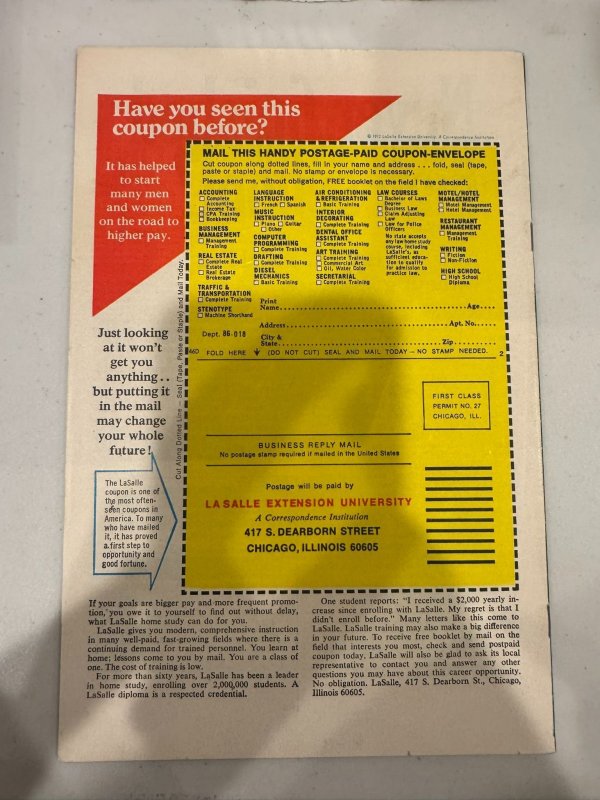 Have you seen this
coupon before?
© 1972 LaSalle Extension University, A Correspondence Institution
It has helped
to start
many men
and women
on the road to
higher pay.
Just looking
at it won't
get you
anything..
but putting it
in the mail
may change
your whole
future!
The LaSalle
coupon is one of
the most often-
seen coupons in
America. To many
who have mailed
it, it has proved
a first step to
opportunity and
good fortune.
Cut Along Dotted Line — Seal (Tape, Paste or Staple) and Mail Today.
MAIL THIS HANDY POSTAGE-PAID COUPON-ENVELOPE
Cut coupon along dotted lines, fill in your name and address . . . fold, seal (tape,
paste or staple) and mail. No stamp or envelope is necessary.
Please send me, without obligation, FREE booklet on the field I have checked:
ACCOUNTING
Complete
Accounting
Income Tax
CPA Training
Bookkeeping
BUSINESS
MANAGEMENT
Management
Training
REAL ESTATE
Complete Real
Estate
Real Estate
Brokerage
TRAFFIC &
TRANSPORTATION
Complete Training
STENOTYPE
Machine Shorthand
LANGUAGE
INSTRUCTION
French Spanish
MUSIC
INSTRUCTION
Piano Guitar
Other
COMPUTER
PROGRAMMING
Complete Training
DRAFTING
Complete Training
DIESEL
MECHANICS
Basic Training
AIR CONDITIONING
& REFRIGERATION
Basic Training
INTERIOR
DECORATING
Complete Training
DENTAL OFFICE
ASSISTANT
Complete Training
ART TRAINING
Complete Training
Commercial Art
Oil, Water Color
SECRETARIAL
Complete Training
LAW COURSES
Bachelor of Laws
Degree
Business Law
Claims Adjusting
Law
Law for Police
Officers
No state accepts
any law home study
course, including
LaSalle's, as
sufficient educa-
tion to qualify
for admission to
practice law.
MOTEL/HOTEL
MANAGEMENT
Motel Management
Hotel Management
RESTAURANT
MANAGEMENT
Management
Training
WRITING
Fiction
Non-Fiction
HIGH SCHOOL
High School
Diploma
Print
Name Age
Address Apt. No.
Dept. 86-018 City &
State Zip
460 FOLD HERE (DO NOT CUT) SEAL AND MAIL TODAY — NO STAMP NEEDED. 2
FIRST CLASS
PERMIT NO. 27
CHICAGO, ILL.
BUSINESS REPLY MAIL
No postage stamp required if mailed in the United States
Postage will be paid by
LA SALLE EXTENSION UNIVERSITY
A Correspondence Institution
417 S. DEARBORN STREET
CHICAGO, ILLINOIS 60605
If your goals are bigger pay and more frequent promo-
tion, you owe it to yourself to find out without delay,
what LaSalle home study can do for you.
LaSalle gives you modern, comprehensive instruction
in many well-paid, fast-growing fields where there is a
continuing demand for trained personnel. You learn at
home; lessons come to you by mail. You are a class of
one. The cost of training is low.
For more than sixty years, LaSalle has been a leader
in home study, enrolling over 2,000,000 students. A
LaSalle diploma is a respected credential.
One student reports: "I received a $2,000 yearly in-
crease since enrolling with LaSalle. My regret is that I
didn't enroll before." Many letters like this come to
LaSalle. LaSalle training may also make a big difference
in your future. To receive free booklet by mail on the
field that interests you most, check and send postpaid
coupon today. LaSalle will also be glad to ask its local
representative to contact you and answer any other
questions you may have about this career opportunity.
No obligation. LaSalle, 417 S. Dearborn St., Chicago,
Illinois 60605.